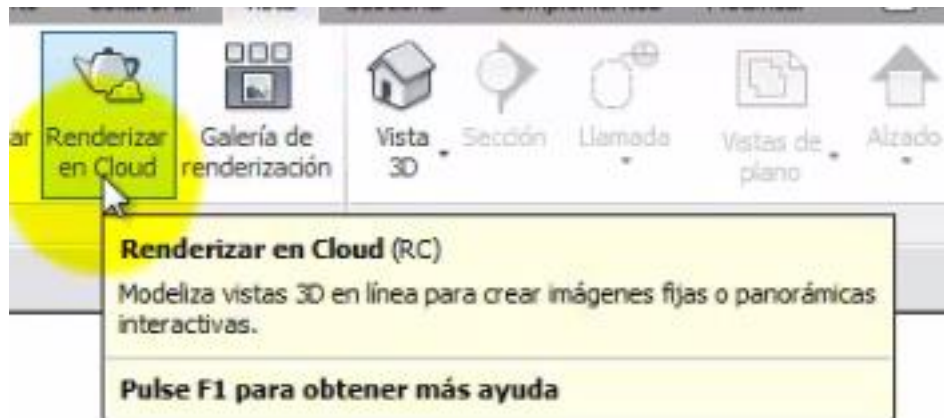 ar Renderizar en Cloud
Galería de renderización
Vista 3D
Sección
Llamada
Vistas de plano
Alzado
Renderizar en Cloud (RC)
Modeliza vistas 3D en línea para crear imágenes fijas o panorámicas
interactivas.
Pulse F1 para obtener más ayuda